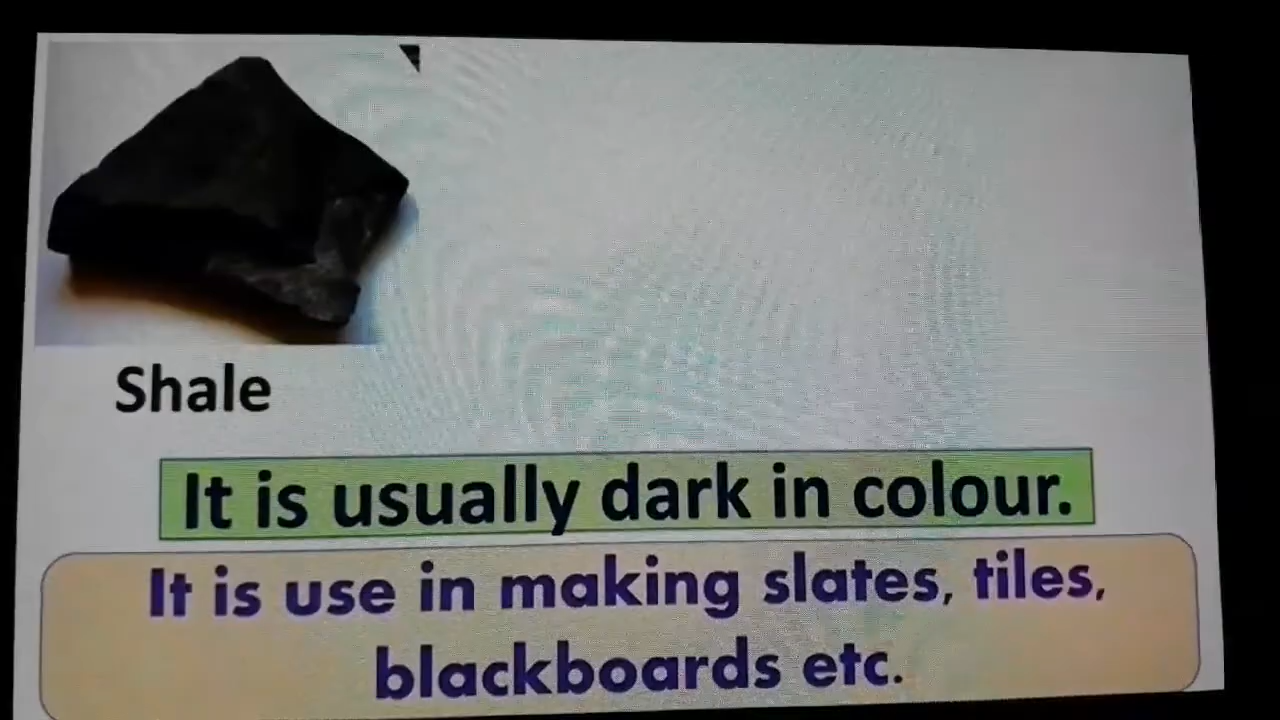 Shale
It is usually dark in colour.
It is use in making slates, tiles,
blackboards etc.